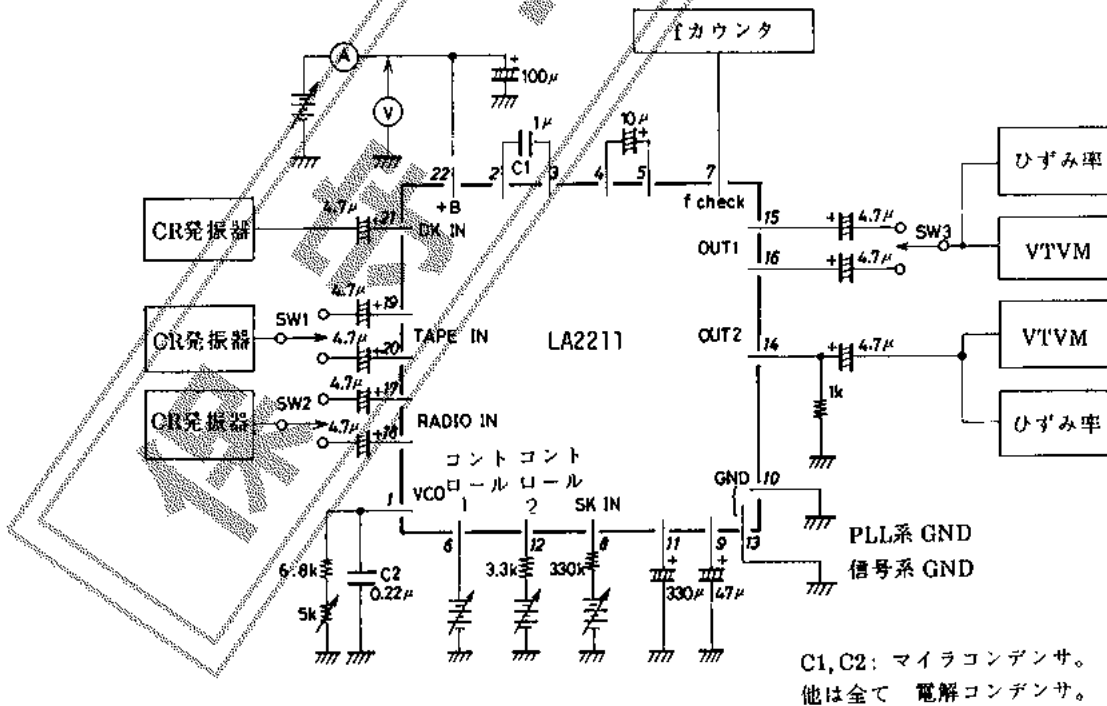 fカウンタ
A
+
100μ
V
1μ
C1
10μ
+
22
2
3
4
5
7
+B
f check
CR発振器
4.7μ
+21
DK IN
CR発振器
SW1
4.7μ
+19
4.7μ
+20
TAPE IN
CR発振器
SW2
4.7μ
+17
4.7μ
+18
RADIO IN
LA2211
15
+
4.7μ
OUT1
16
+
4.7μ
SW3
OUT2
14
+
4.7μ
1k
ひずみ率
VTVM
VTVM
ひずみ率
コント コント
ロール ロール
1 2
SK IN
1
VCO
GND
10
6
12
8
11
9
13
6.8k
5k
C2
0.22μ
3.3k
330k
+
330μ
+
47μ
PLL系 GND
信号系 GND
C1,C2: マイラコンデンサ。
他は全て 電解コンデンサ。